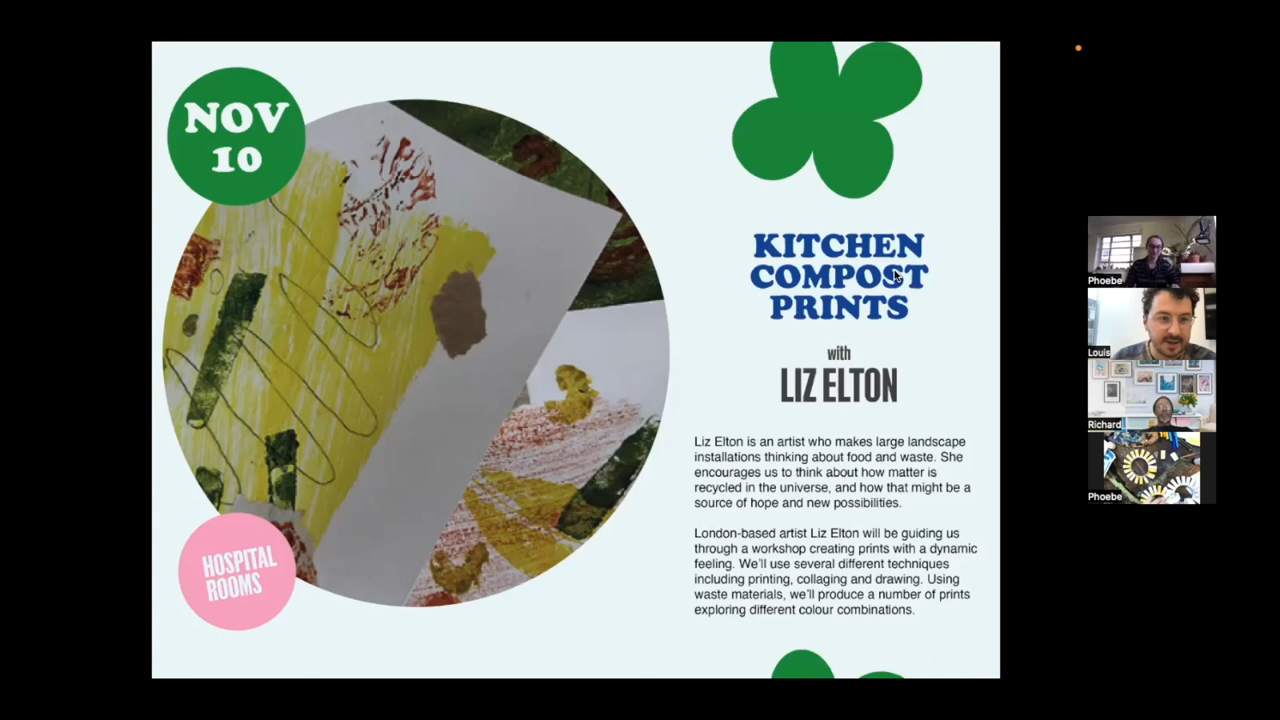 NOV
10
KITCHEN
COMPOST
PRINTS
with
LIZ ELTON
Liz Elton is an artist who makes large landscape
installations thinking about food and waste. She
encourages us to think about how matter is
recycled in the universe, and how that might be a
source of hope and new possibilities.
London-based artist Liz Elton will be guiding us
through a workshop creating prints with a dynamic
feeling. We'll use several different techniques
including printing, collaging and drawing. Using
waste materials, we'll produce a number of prints
exploring different colour combinations.
HOSPITAL
ROOMS
Phoebe
Louis
Richard
Phoebe